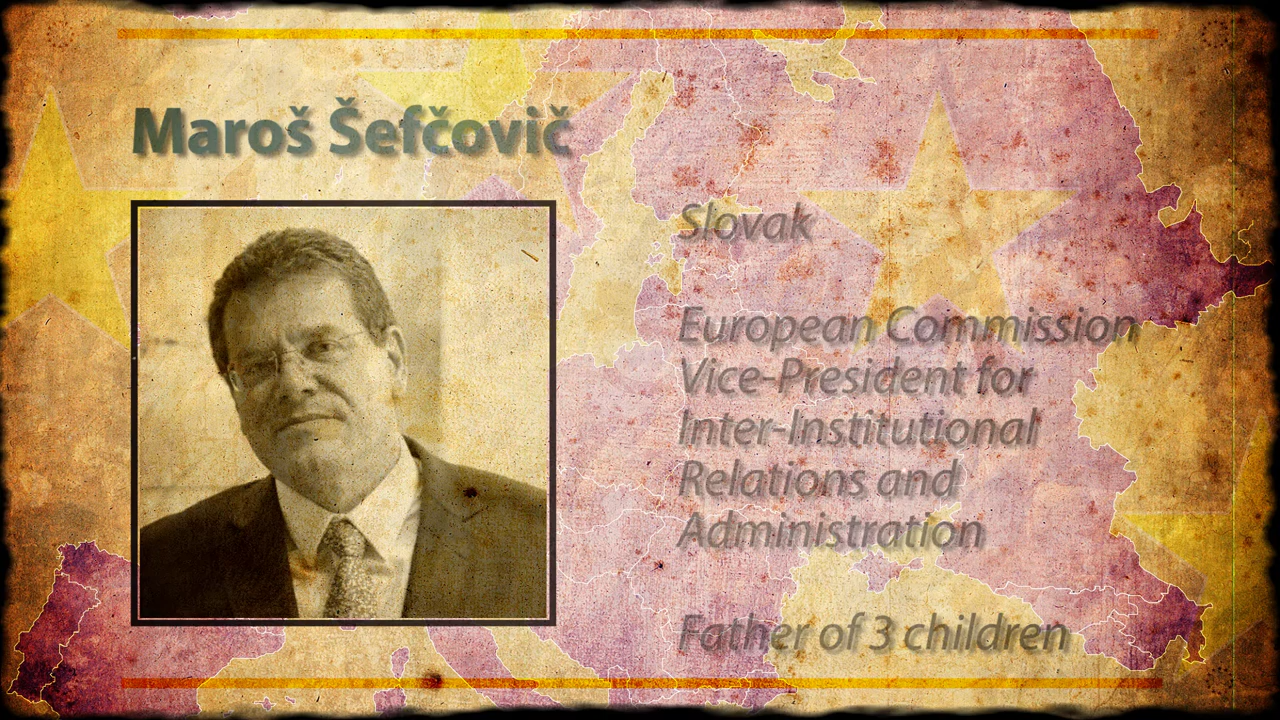 Maroš Šefčovič
Slovak
European Commission
Vice-President for
Inter-Institutional
Relations and
Administration
Father of 3 children